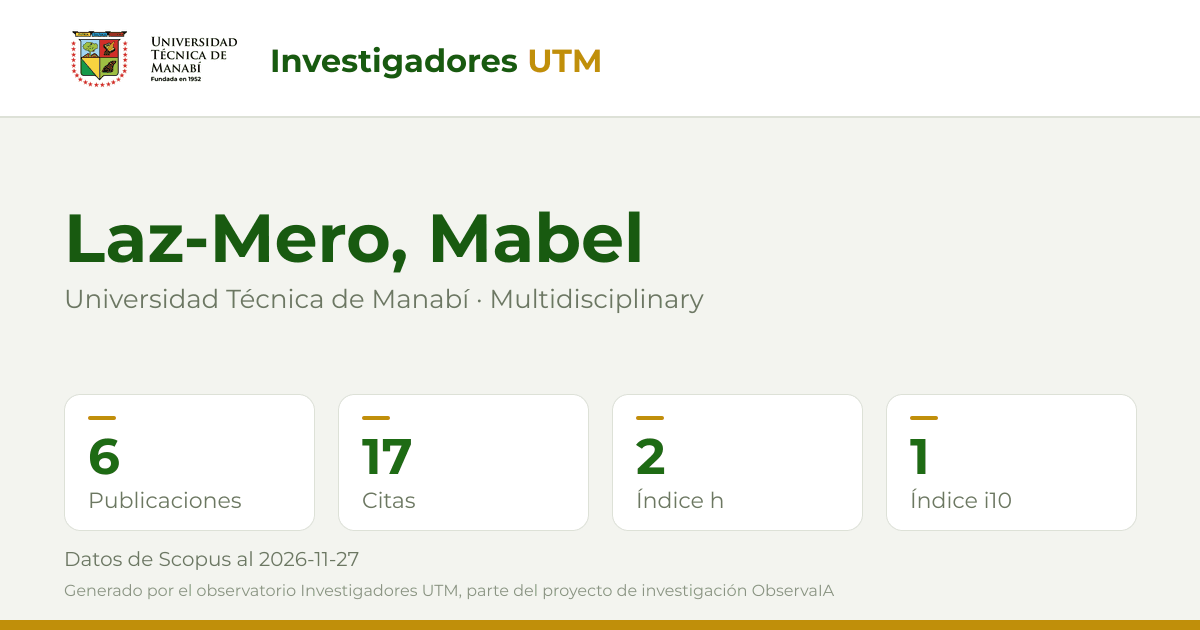 UNIVERSIDAD
TÉCNICA DE
MANABÍ
Fundada en 1952
Investigadores UTM
Laz-Mero, Mabel
Universidad Técnica de Manabí · Multidisciplinary
6
Publicaciones
17
Citas
2
Índice h
1
Índice i10
Datos de Scopus al 2026-11-27
Generado por el observatorio Investigadores UTM, parte del proyecto de investigación ObservaIA